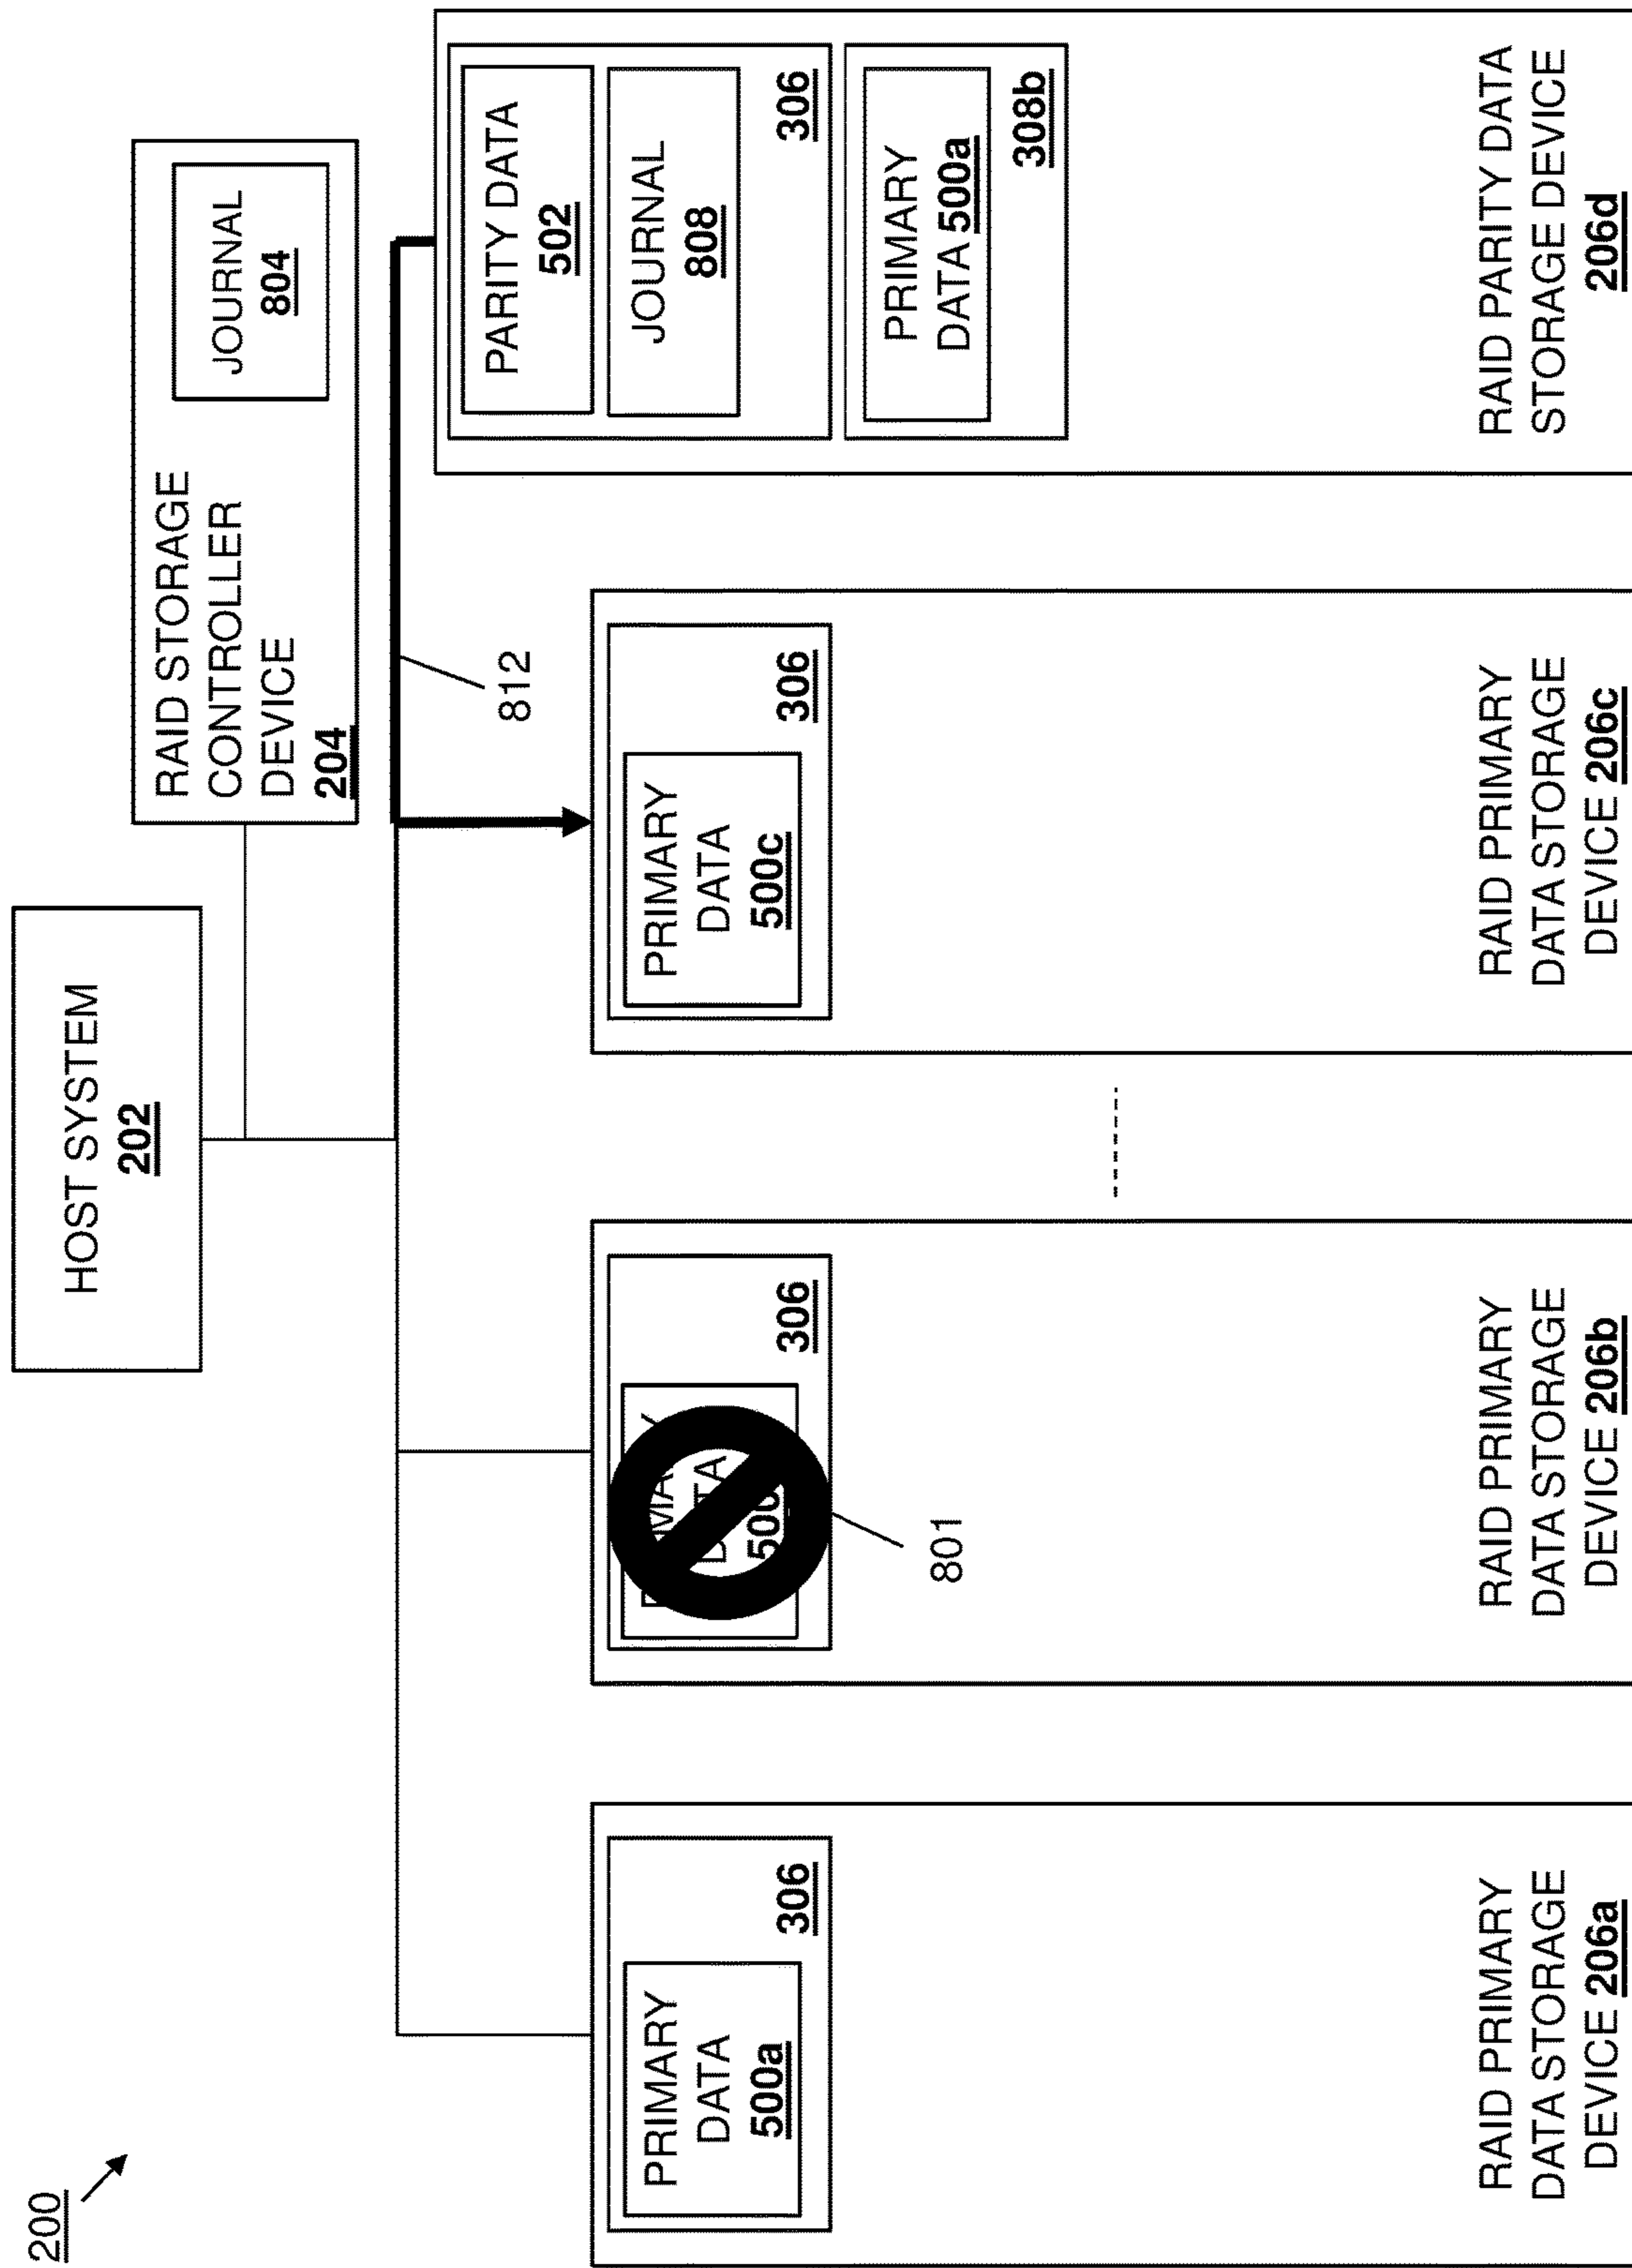 200
HOST SYSTEM
202
RAID STORAGE
CONTROLLER
DEVICE
204
JOURNAL
804
812
PRIMARY
DATA
500a
306
RAID PRIMARY
DATA STORAGE
DEVICE 206a
306
801
RAID PRIMARY
DATA STORAGE
DEVICE 206b
PRIMARY
DATA
500c
306
RAID PRIMARY
DATA STORAGE
DEVICE 206c
PARITY DATA
502
JOURNAL
808
306
PRIMARY
DATA 500a
308b
RAID PARITY DATA
STORAGE DEVICE
206d